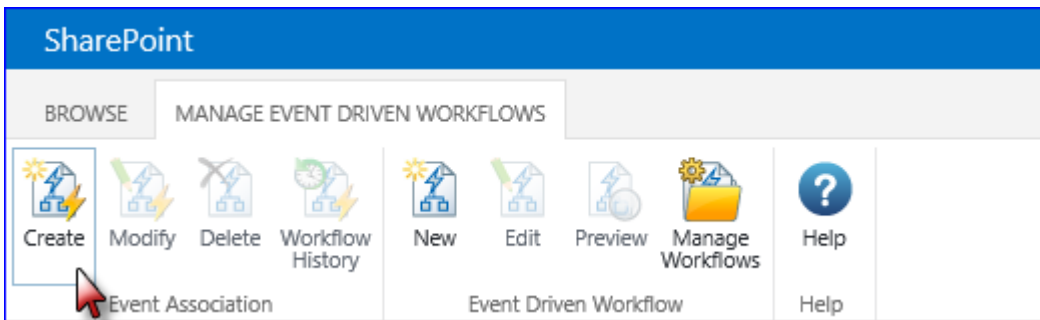 SharePoint
BROWSE MANAGE EVENT DRIVEN WORKFLOWS
Create Modify Delete Workflow History New Edit Preview Manage Workflows Help
Event Association Event Driven Workflow Help